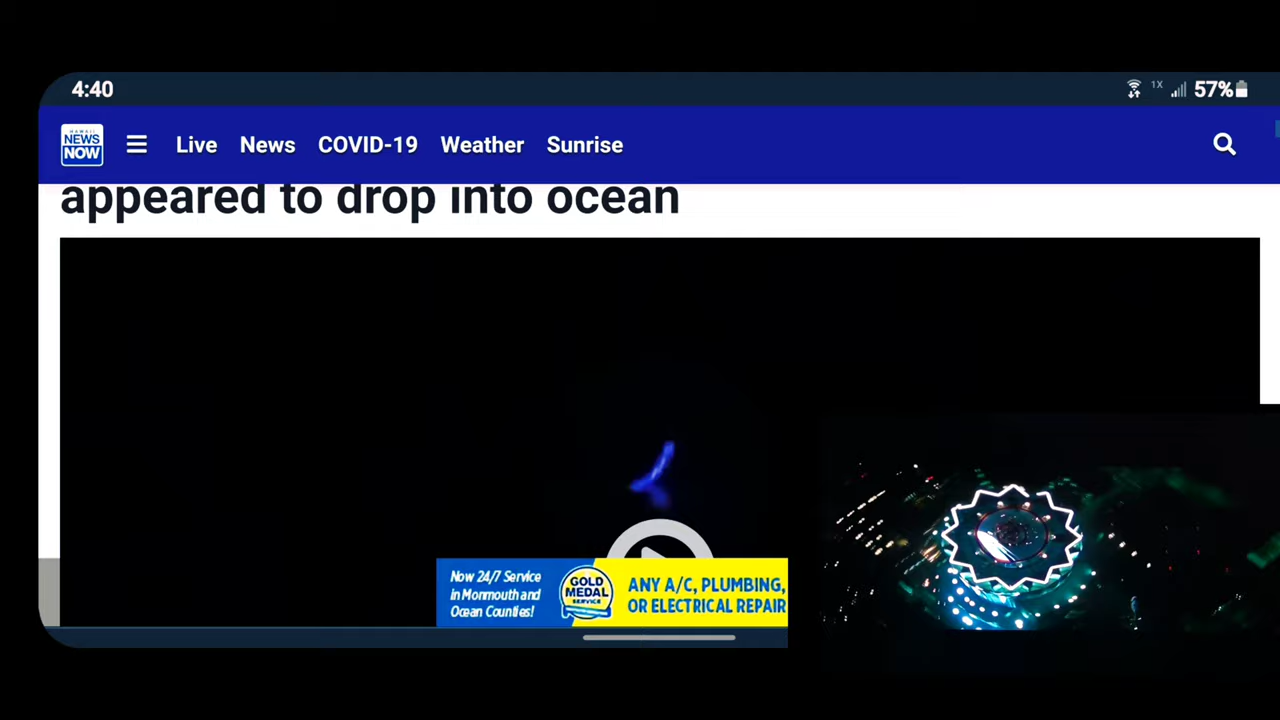 4:40
1X
57%
HAWAII
NEWS
NOW
Live
News
COVID-19
Weather
Sunrise
appeared to drop into ocean
Now 24/7 Service
in Monmouth and
Ocean Counties!
GOLD
MEDAL
SERVICE
ANY A/C, PLUMBING,
OR ELECTRICAL REPAIR